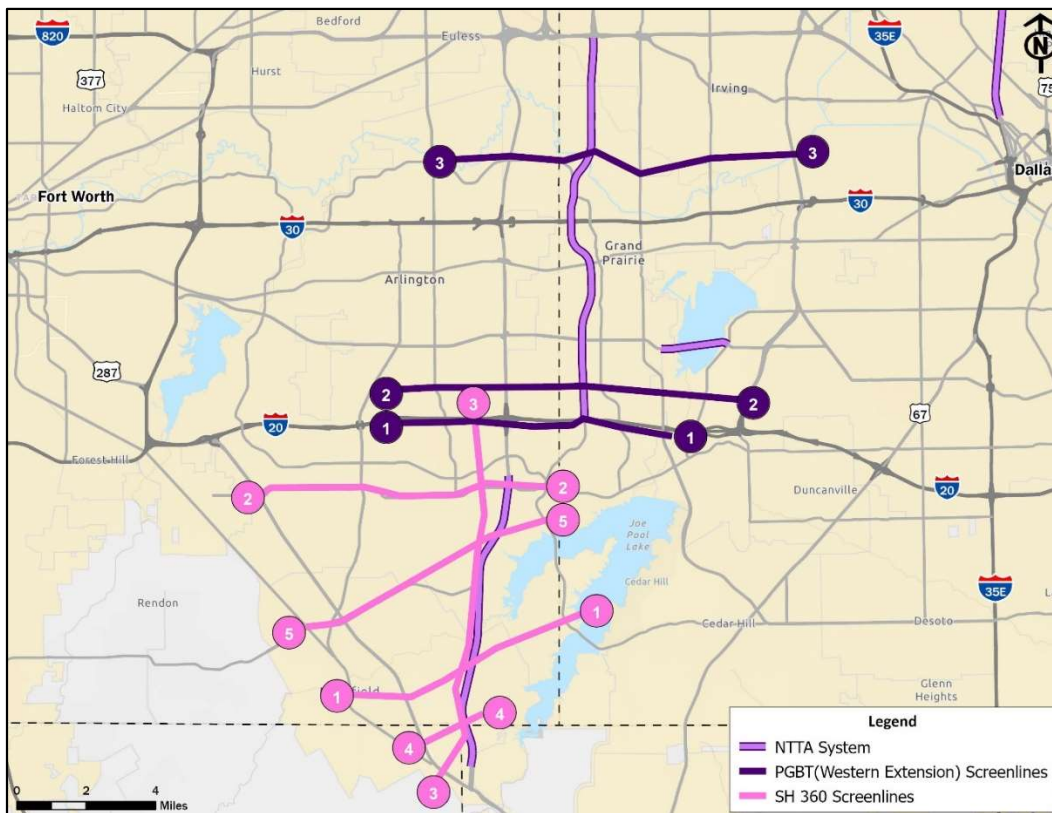 820
Bedford
Euless
35E
N
377
Hurst
Haltom City
Irving
75
3
3
Fort Worth
Dalla
30
30
Grand
Prairie
Arlington
287
2
3
2
67
1
1
20
Forest Hill
2
2
Duncanville
20
5
Joe
Pool
Lake
Cedar Hill
35E
Rendon
1
5
Cedar Hill
Desoto
Glenn
Heights
1
field
4
4
3
Legend
NTTA System
PGBT(Western Extension) Screenlines
SH 360 Screenlines
0 2 4
Miles